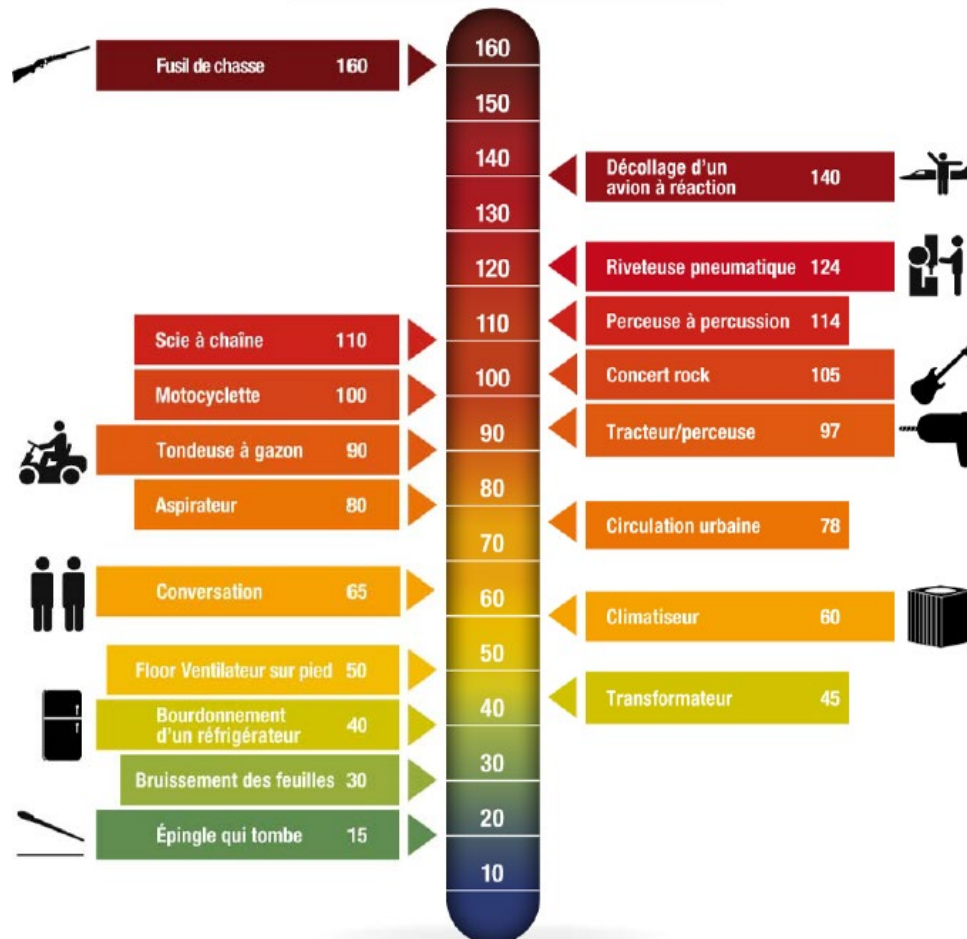 160
Fusil de chasse 160
150
140
Décollage d'un
avion à réaction 140
130
120
Riveteuse pneumatique 124
110
Perceuse à percussion 114
Scie à chaîne 110
100
Concert rock 105
Motocyclette 100
90
Tracteur/perceuse 97
Tondeuse à gazon 90
80
Aspirateur 80
Circulation urbaine 78
70
Conversation 65
60
Climatiseur 60
50
Floor Ventilateur sur pied 50
Transformateur 45
40
Bourdonnement
d'un réfrigérateur 40
30
Bruissement des feuilles 30
20
Épingle qui tombe 15
10